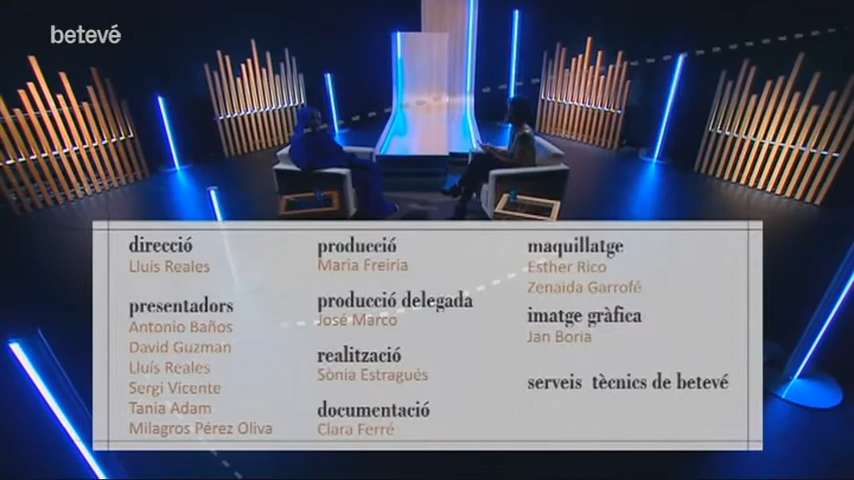 betevé
direcció
Lluís Reales
presentadors
Antonio Baños
David Guzman
Lluís Reales
Sergi Vicente
Tania Adam
Milagros Pérez Oliva
producció
Maria Freiria
producció delegada
José Marco
realització
Sònia Estragués
documentació
Clara Ferré
maquillatge
Esther Rico
Zenaida Garrofé
imatge gràfica
Jan Boria
serveis tècnics de betevé